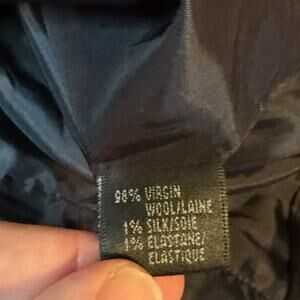 98% VIRGIN
WOOL/LAINE
1% SILK/SOIE
1% ELASTANE/
ELASTIQUE